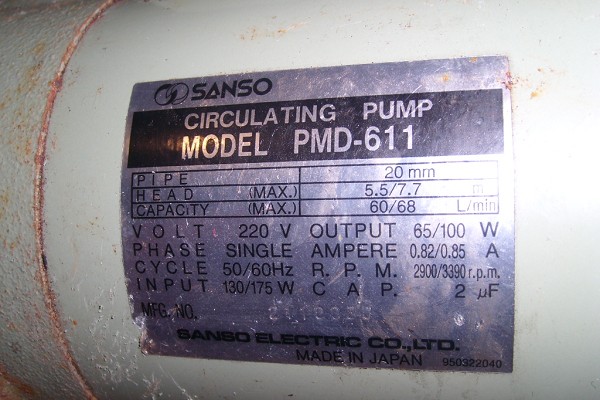 SANSO
CIRCULATING PUMP
MODEL PMD-611
PIPE 20 mm
HEAD (MAX.) 5.5/7.7 m
CAPACITY (MAX.) 60/68 L/min
VOLT 220 V OUTPUT 65/100 W
PHASE SINGLE AMPERE 0.82/0.85 A
CYCLE 50/60Hz R.P.M. 2900/3390 r.p.m.
INPUT 130/175 W CAP. 2 μF
MFG. NO.
SANSO ELECTRIC CO.,LTD.
MADE IN JAPAN 950322040